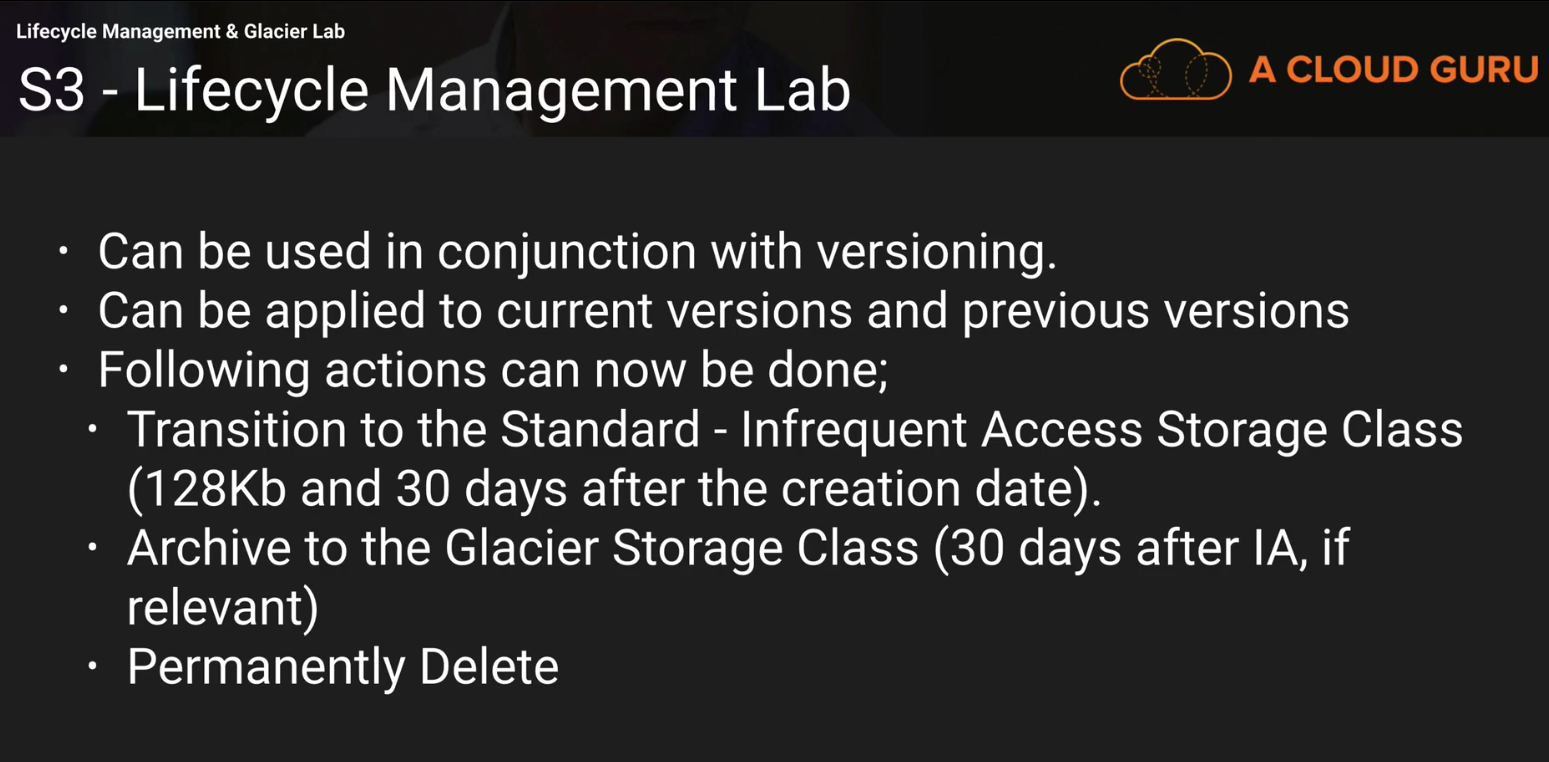 Lifecycle Management & Glacier Lab
S3 - Lifecycle Management Lab
A CLOUD GURU
• Can be used in conjunction with versioning.
• Can be applied to current versions and previous versions
• Following actions can now be done;
• Transition to the Standard - Infrequent Access Storage Class
(128Kb and 30 days after the creation date).
• Archive to the Glacier Storage Class (30 days after IA, if
relevant)
• Permanently Delete